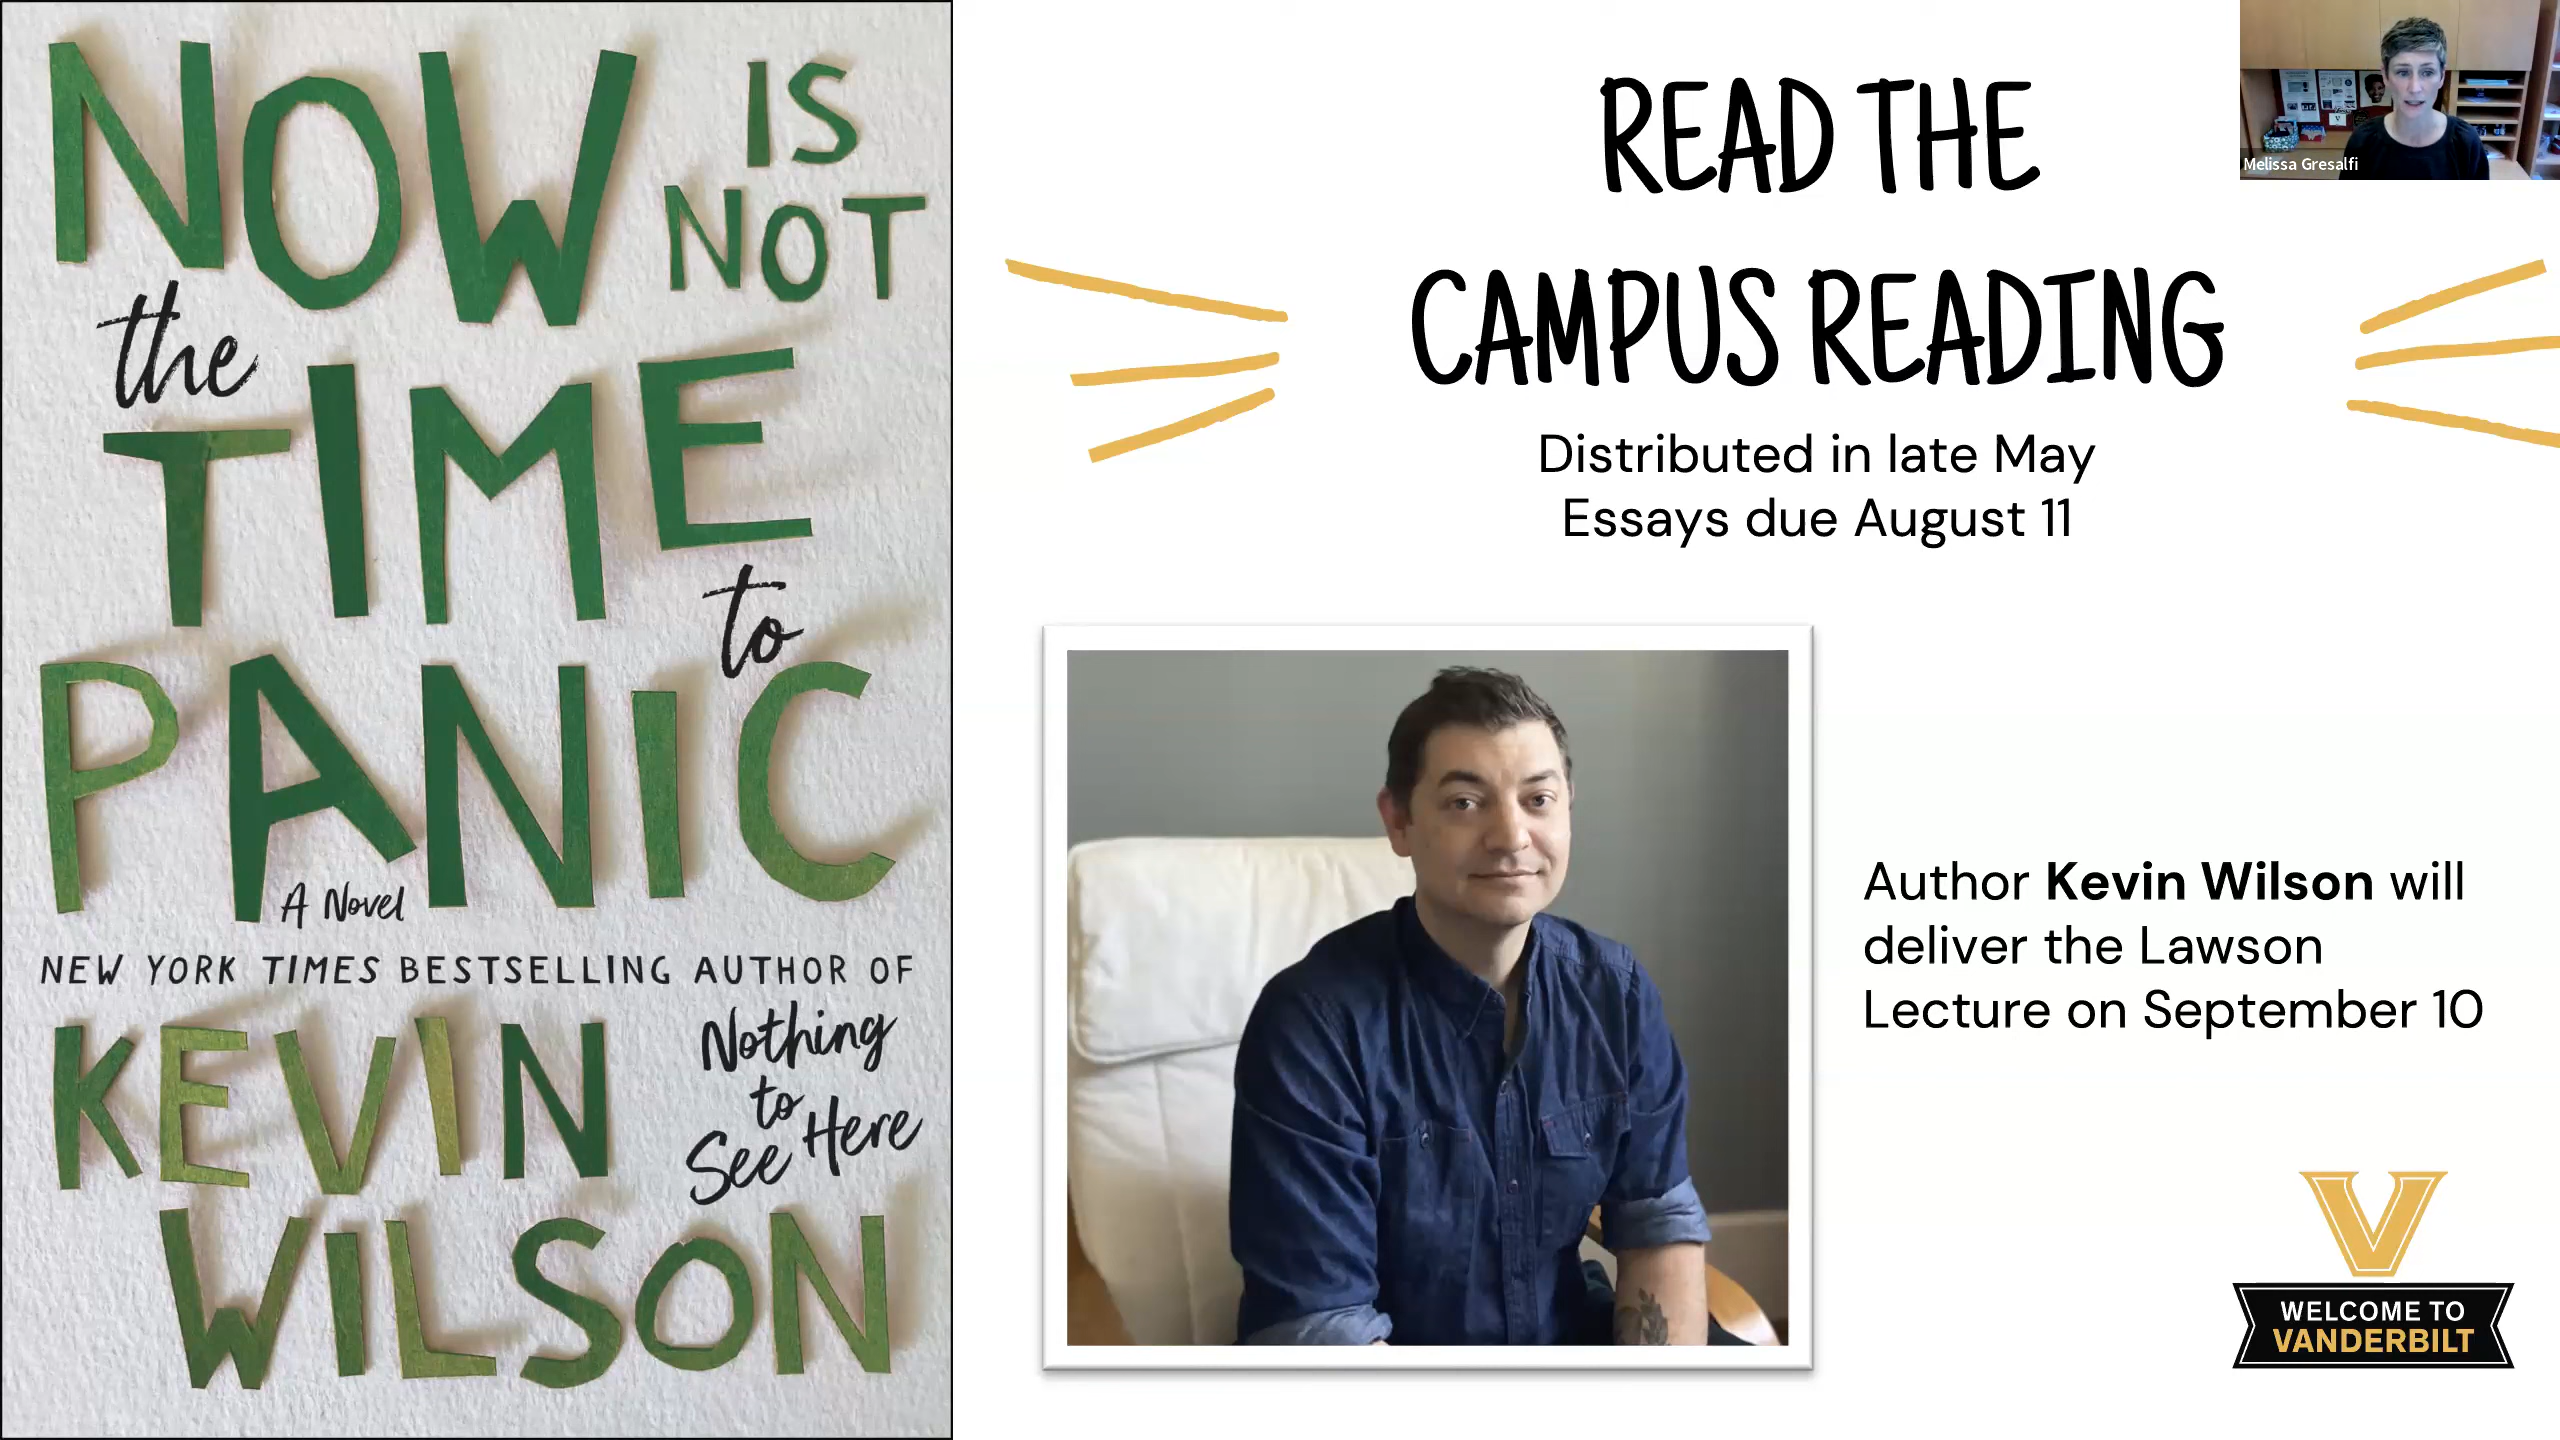 NOW IS
NOT
the
TIME
to
PANIC
A Novel
NEW YORK TIMES BESTSELLING AUTHOR OF
Nothing
to
See Here
KEVIN
WILSON
READ THE
CAMPUS READING
Distributed in late May
Essays due August 11
Author Kevin Wilson will
deliver the Lawson
Lecture on September 10
V
WELCOME TO
VANDERBILT
Melissa Gresalfi